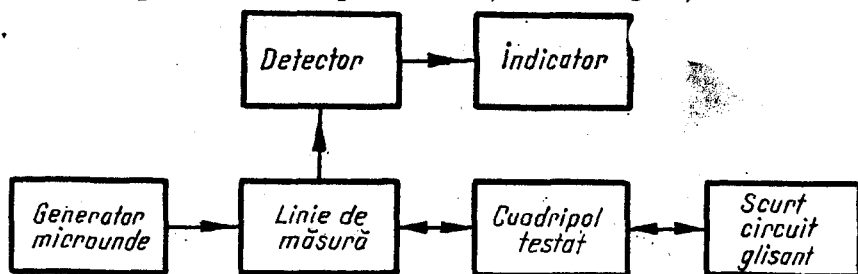 Detector
Indicator
Generator
microunde
Linie de
măsură
Cuadripol
testat
Scurt
circuit
glisant